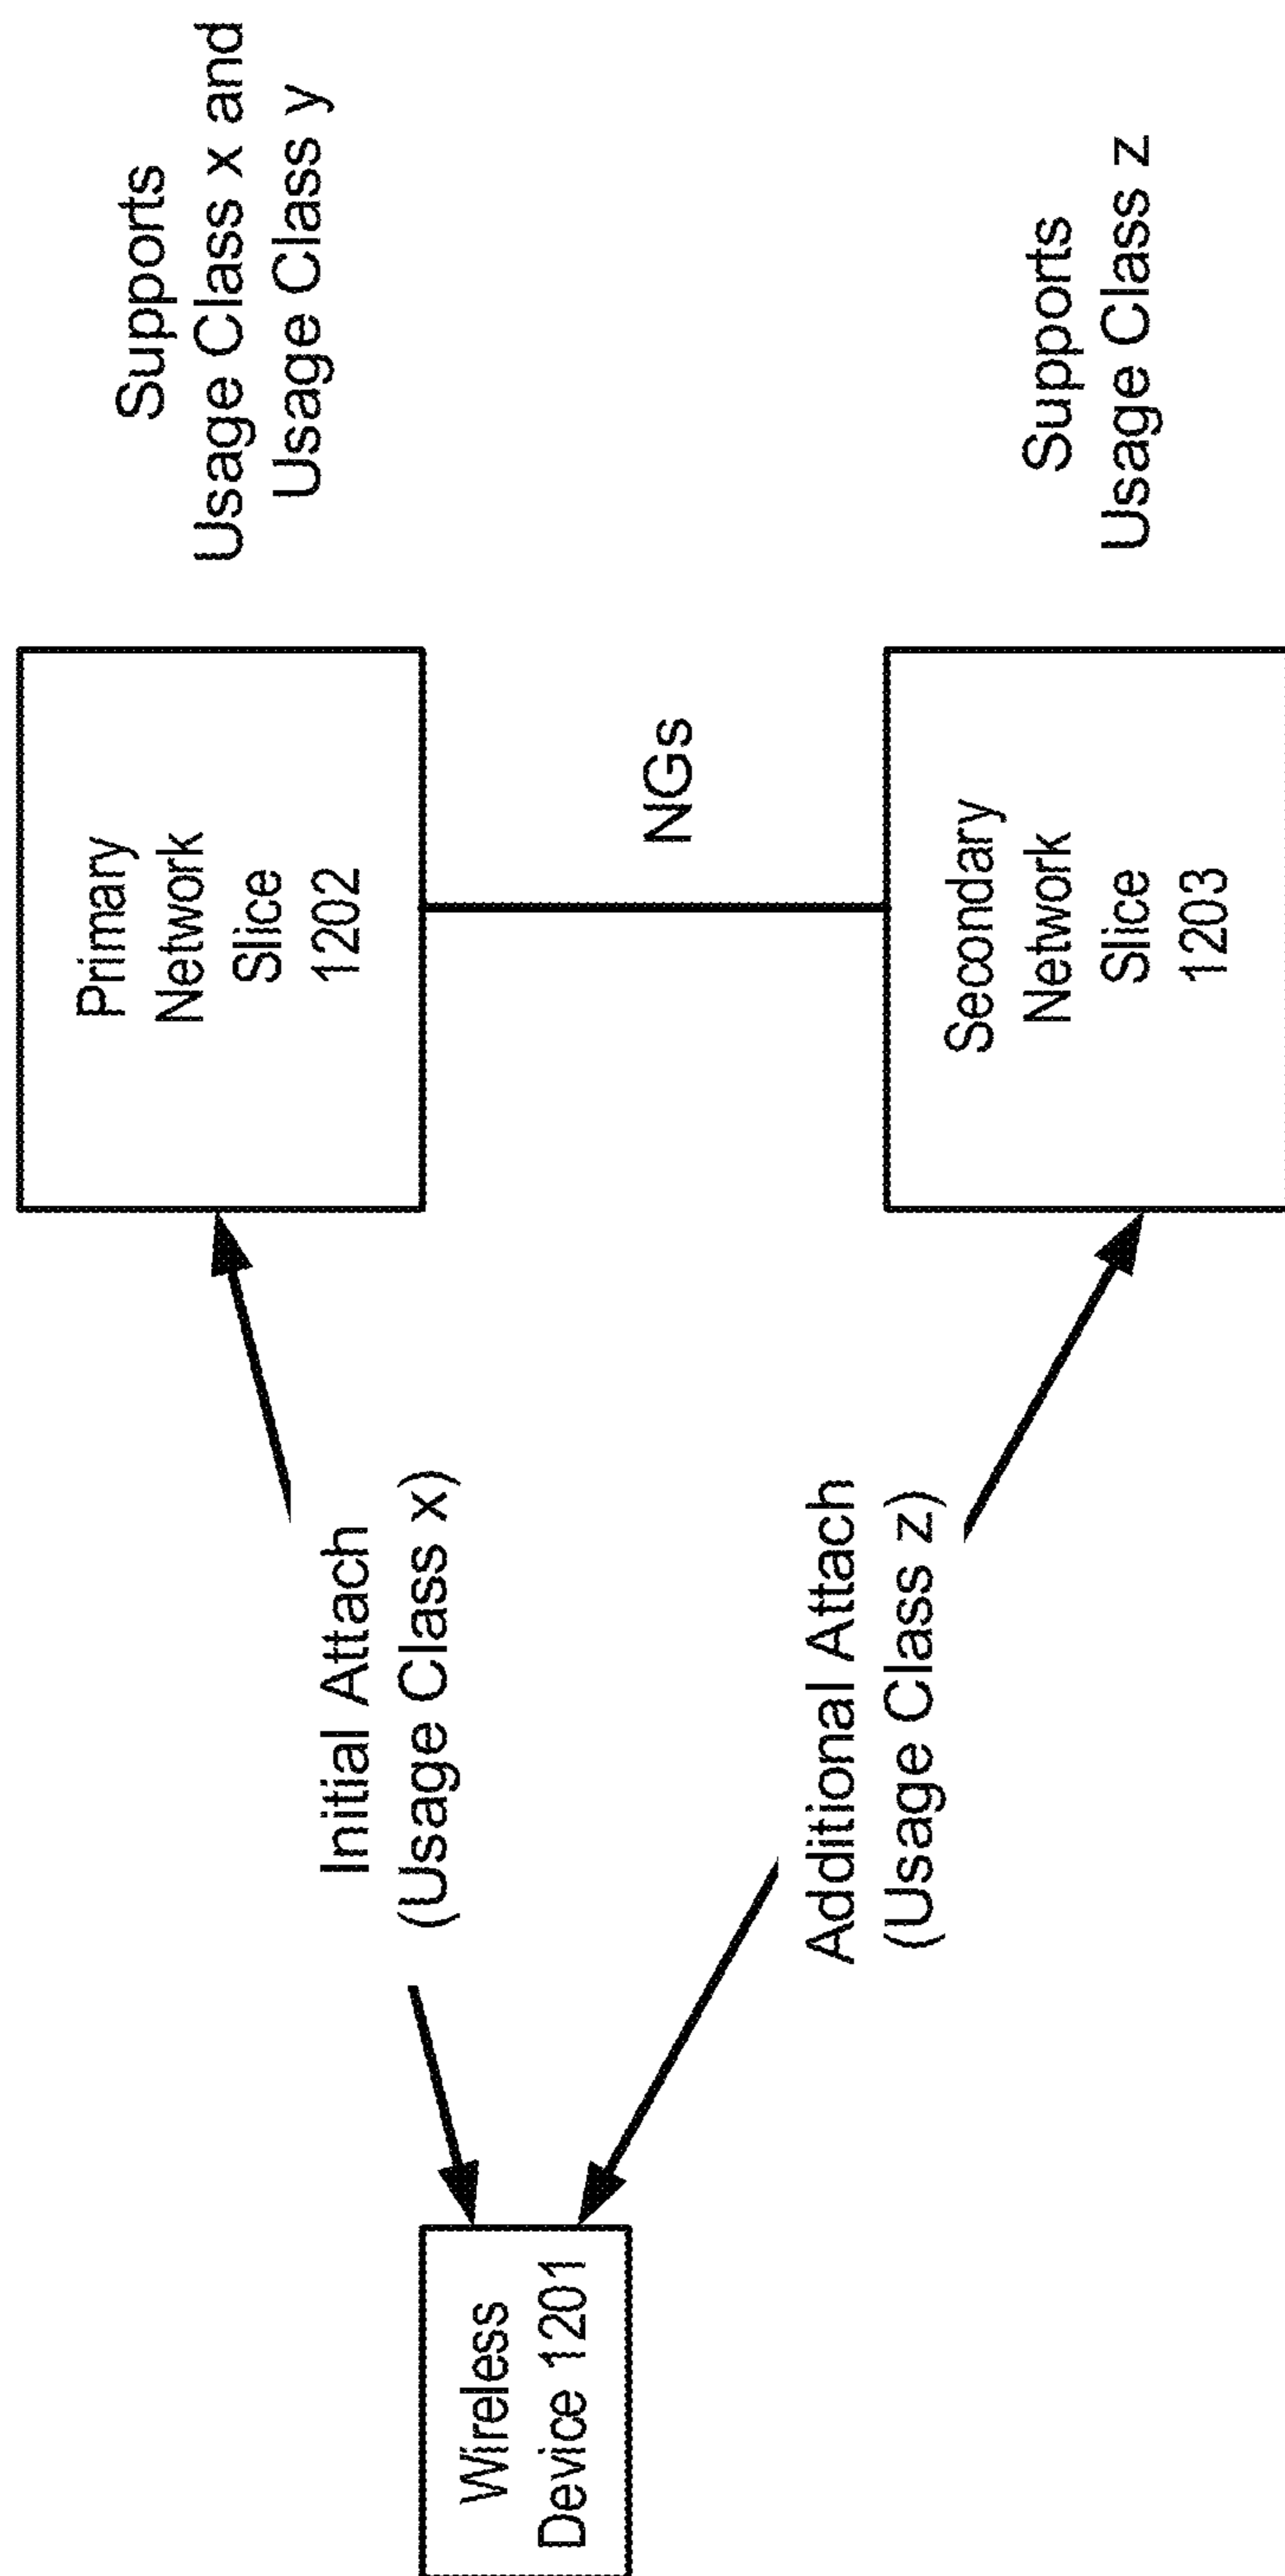 Wireless
Device 1201
Initial Attach
(Usage Class x)
Additional Attach
(Usage Class z)
Primary
Network
Slice
1202
NGs
Secondary
Network
Slice
1203
Supports
Usage Class x and
Usage Class y
Supports
Usage Class z